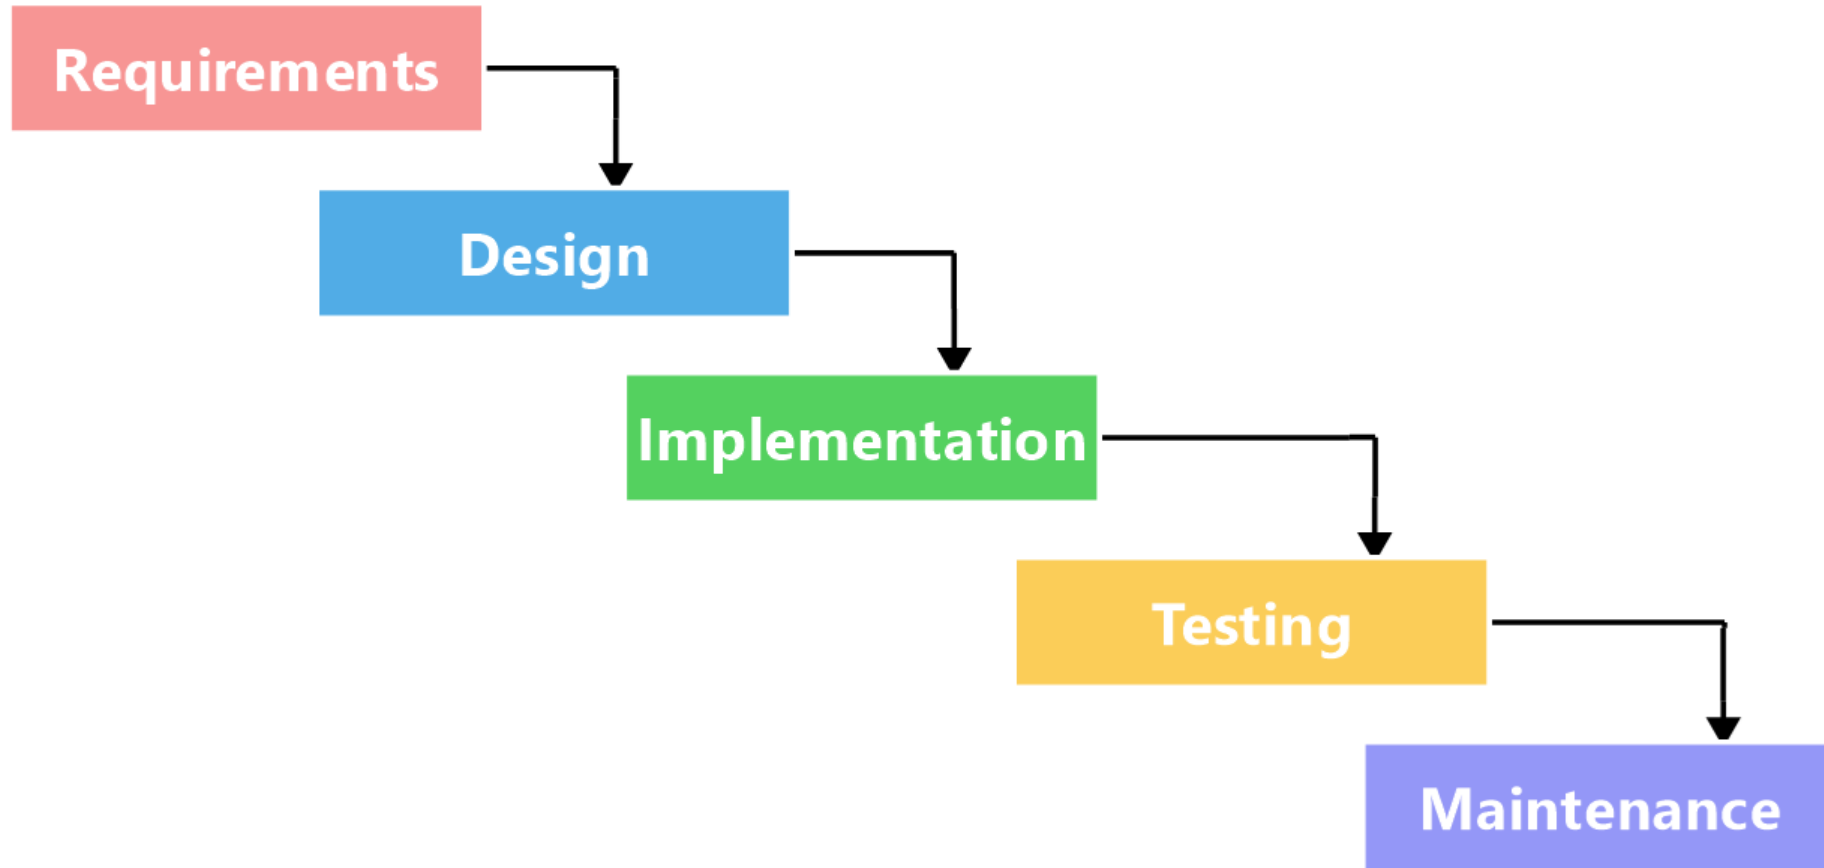 Requirements
Design
Implementation
Testing
Maintenance